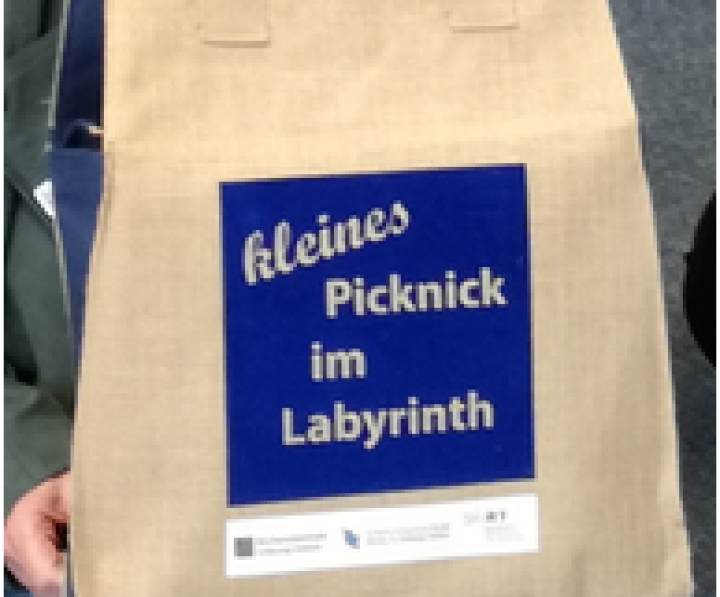 kleines
Picknick
im
Labyrinth